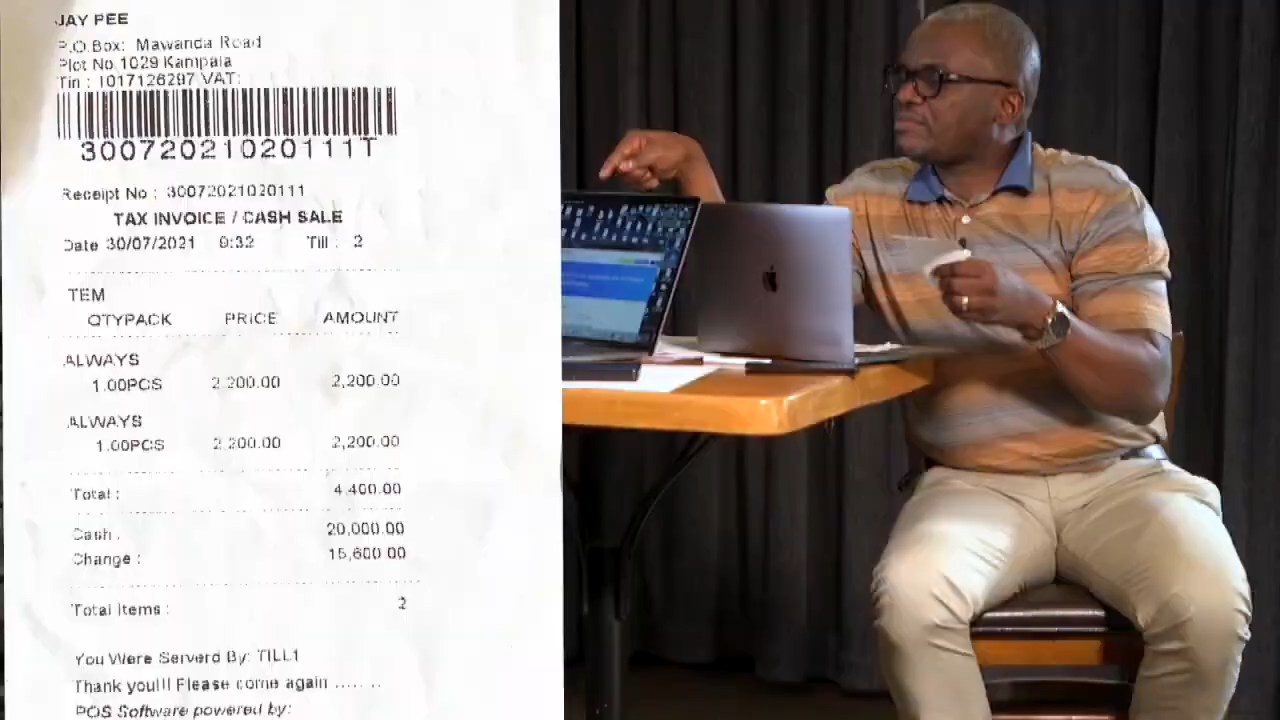 JAY PEE
P.O.Box: Mawanda Road
Plot No 1029 Kampala
Tin : 1017126297 VAT:
30072021020111T
Receipt No : 30072021020111
TAX INVOICE / CASH SALE
Date 30/07/2021 9:32 Till : 2
TEM
QTYPACK PRICE AMOUNT
ALWAYS
1.00PCS 2,200.00 2,200.00
ALWAYS
1.00PCS 2,200.00 2,200.00
Total : 4,400.00
Cash : 20,000.00
Change : 15,600.00
Total Items : 2
You Were Serverd By: TILL1
Thank you!!! Please come again .......
POS Software powered by: